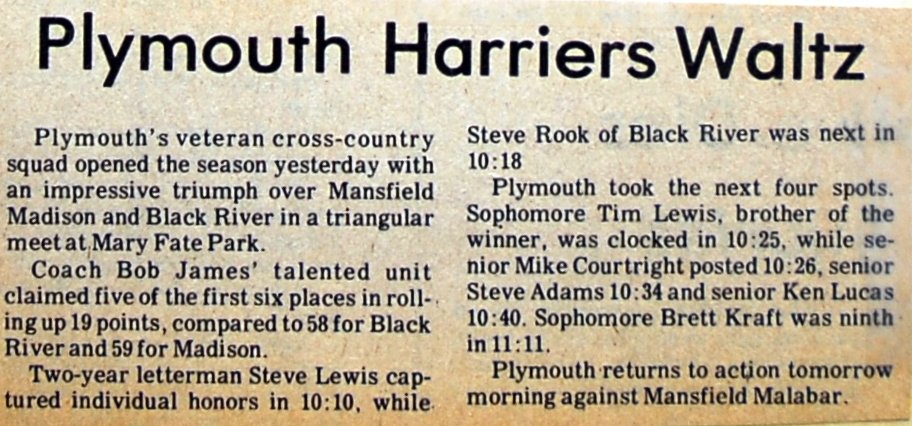 Plymouth Harriers Waltz
Plymouth's veteran cross-country
squad opened the season yesterday with
an impressive triumph over Mansfield
Madison and Black River in a triangular
meet at Mary Fate Park.
Coach Bob James' talented unit
claimed five of the first six places in roll-
ing up 19 points, compared to 58 for Black
River and 59 for Madison.
Two-year letterman Steve Lewis cap-
tured individual honors in 10:10, while
Steve Rook of Black River was next in
10:18
Plymouth took the next four spots.
Sophomore Tim Lewis, brother of the
winner, was clocked in 10:25, while se-
nior Mike Courtright posted 10:26, senior
Steve Adams 10:34 and senior Ken Lucas
10:40. Sophomore Brett Kraft was ninth
in 11:11.
Plymouth returns to action tomorrow
morning against Mansfield Malabar.